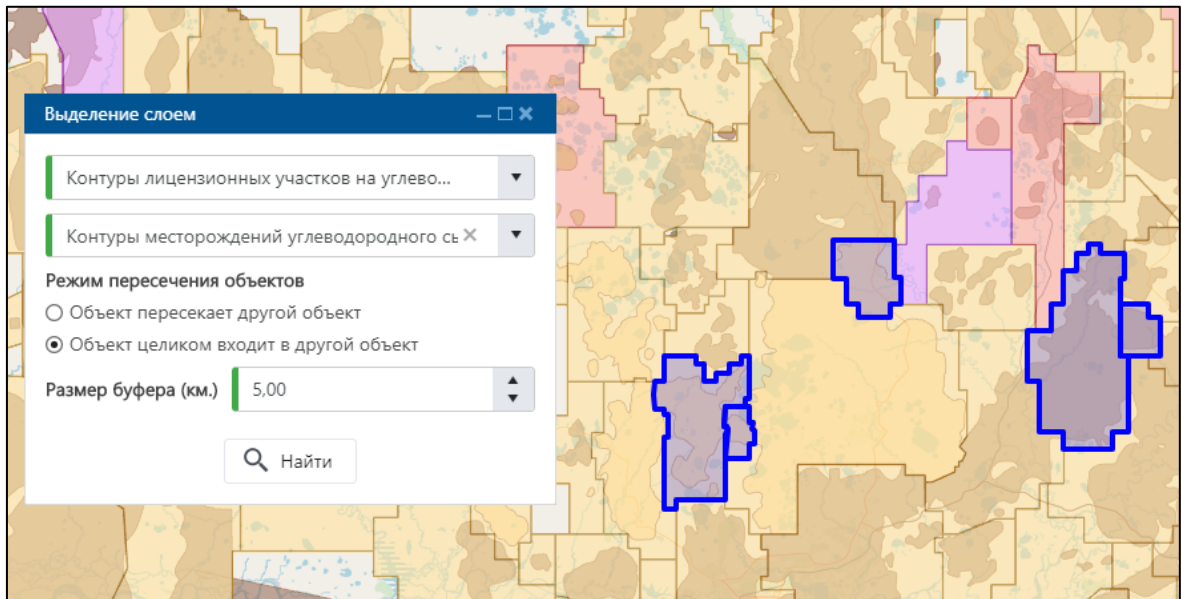 Выделение слоем
Контуры лицензионных участков на углево...
Контуры месторождений углеводородного сь
Режим пересечения объектов
Объект пересекает другой объект
Объект целиком входит в другой объект
Размер буфера (км.) 5,00
Найти